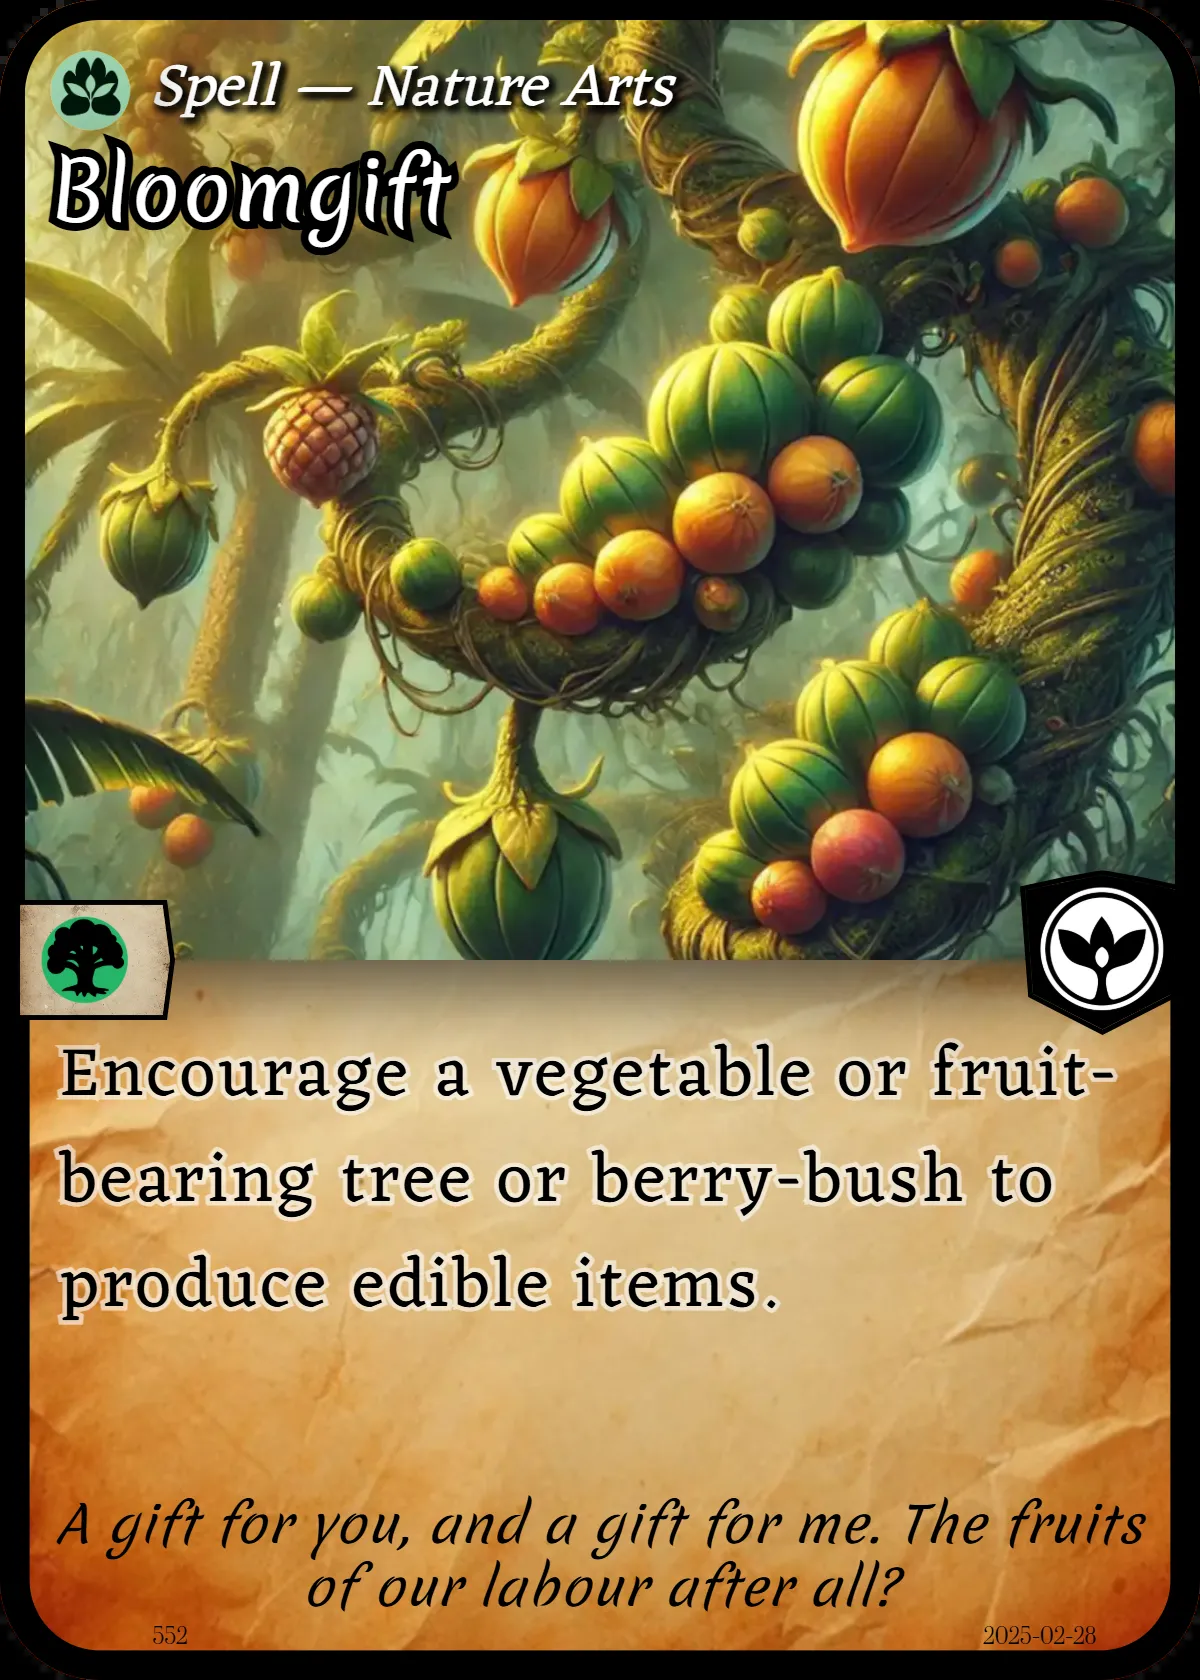 Spell — Nature Arts
Bloomgift
Encourage a vegetable or fruit-
bearing tree or berry-bush to
produce edible items.
A gift for you, and a gift for me. The fruits
of our labour after all?
552
2025-02-28